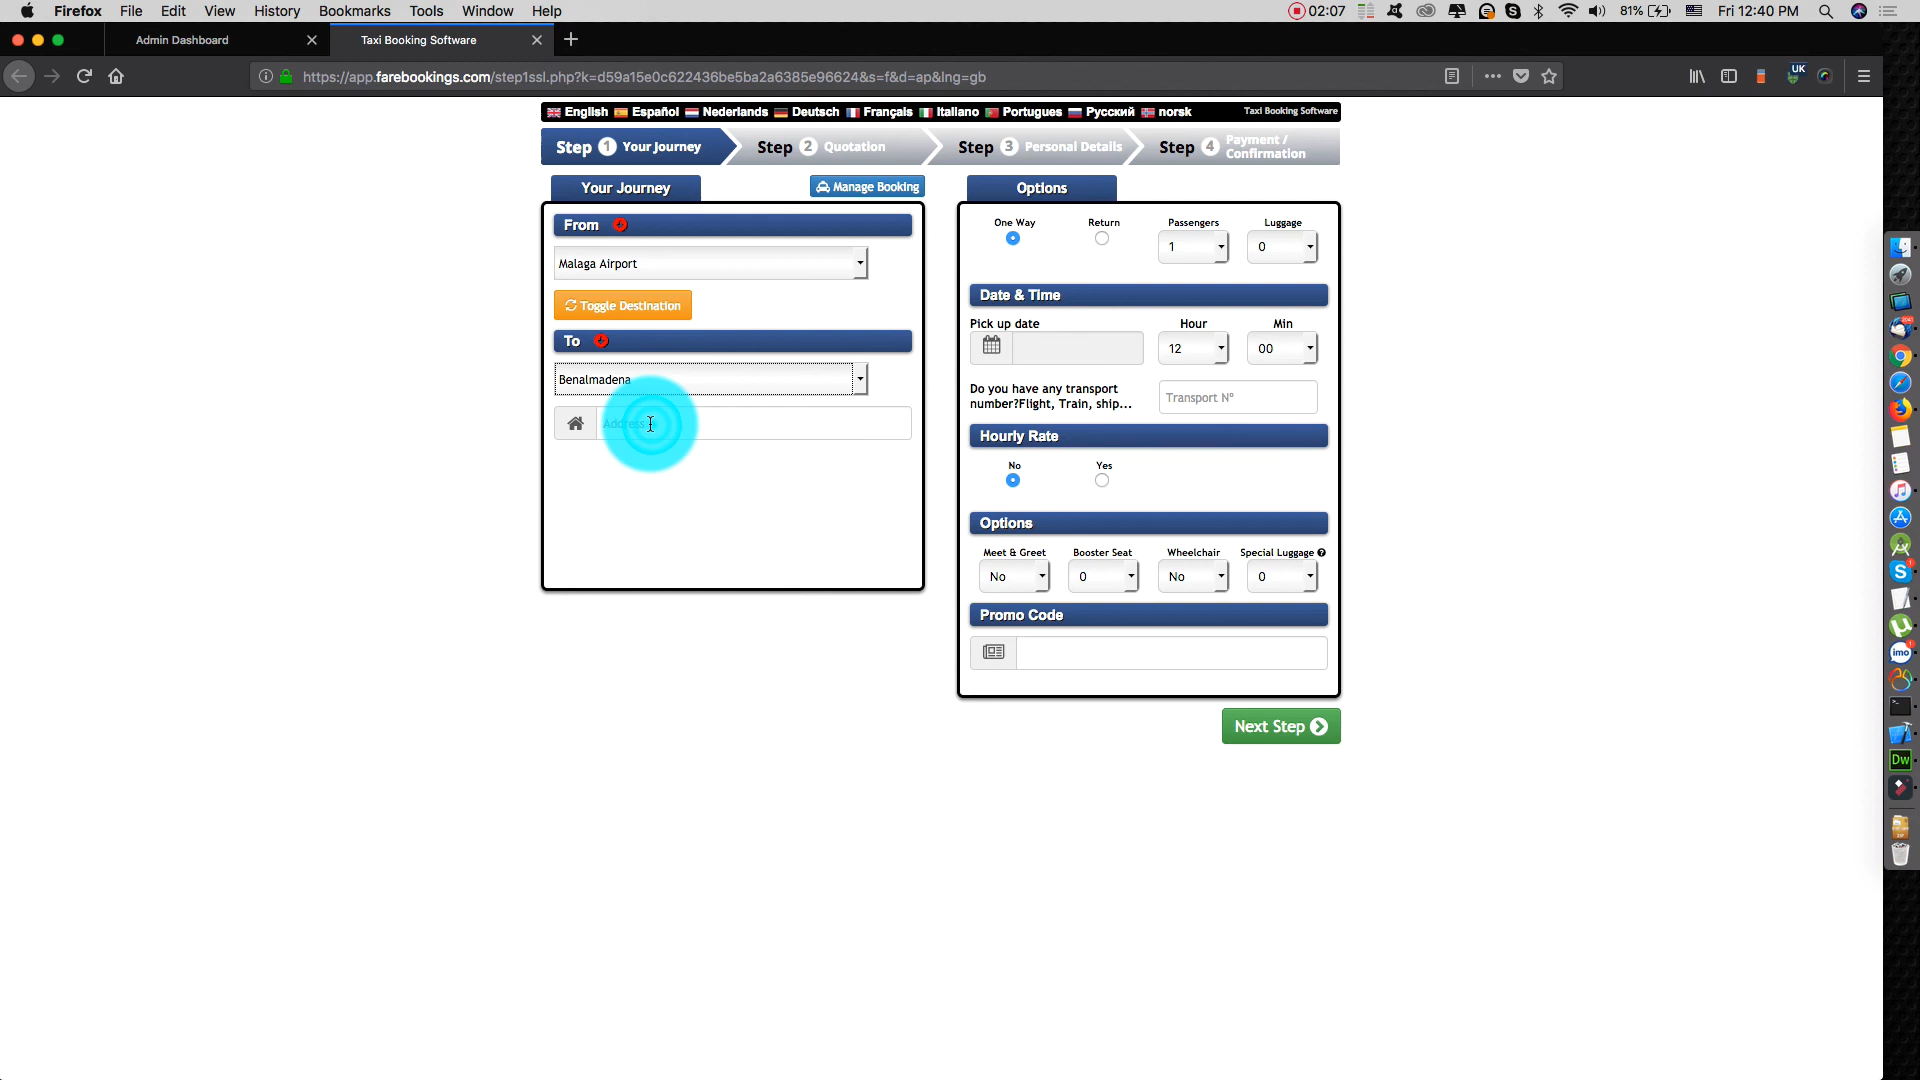 Firefox File Edit View History Bookmarks Tools Window Help 02:07 81% Fri 12:40 PM
Admin Dashboard Taxi Booking Software
https://app.farebookings.com/step1ssl.php?k=d59a15e0c622436be5ba2a6385e96624&s=f&d=ap&lng=gb
UK
English Español Nederlands Deutsch Français Italiano Portugues Русский norsk Taxi Booking Software
Step 1 Your Journey Step 2 Quotation Step 3 Personal Details Step 4 Payment / Confirmation
Your Journey Manage Booking
From
Malaga Airport
Toggle Destination
To
Benalmadena
Address
Options
One Way Return Passengers Luggage
1 0
Date & Time
Pick up date Hour Min
12 00
Do you have any transport
number?Flight, Train, ship... Transport Nº
Hourly Rate
No Yes
Options
Meet & Greet Booster Seat Wheelchair Special Luggage
No 0 No 0
Promo Code
Next Step
imo
Dw